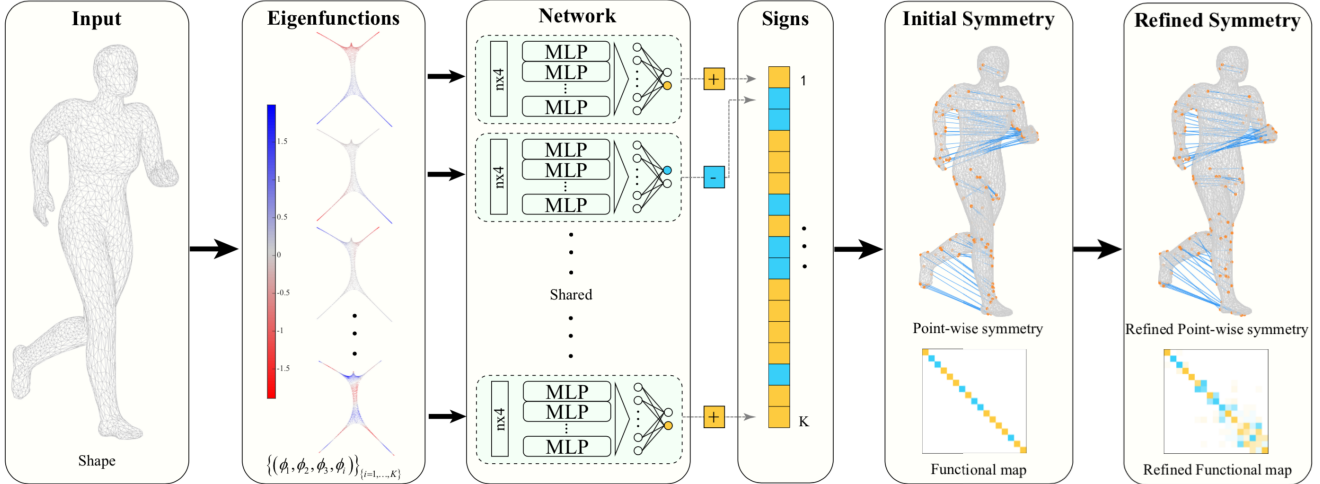 Input
Shape
Eigenfunctions
1.5
1
0.5
0
-0.5
-1
-1.5
{(ϕ₁,ϕ₂,ϕ₃,ϕᵢ)}{i=1,...,K}
Network
nx4
MLP
MLP
MLP
+
nx4
MLP
MLP
MLP
-
Shared
nx4
MLP
MLP
MLP
+
Signs
1
K
Initial Symmetry
Point-wise symmetry
Functional map
Refined Symmetry
Refined Point-wise symmetry
Refined Functional map